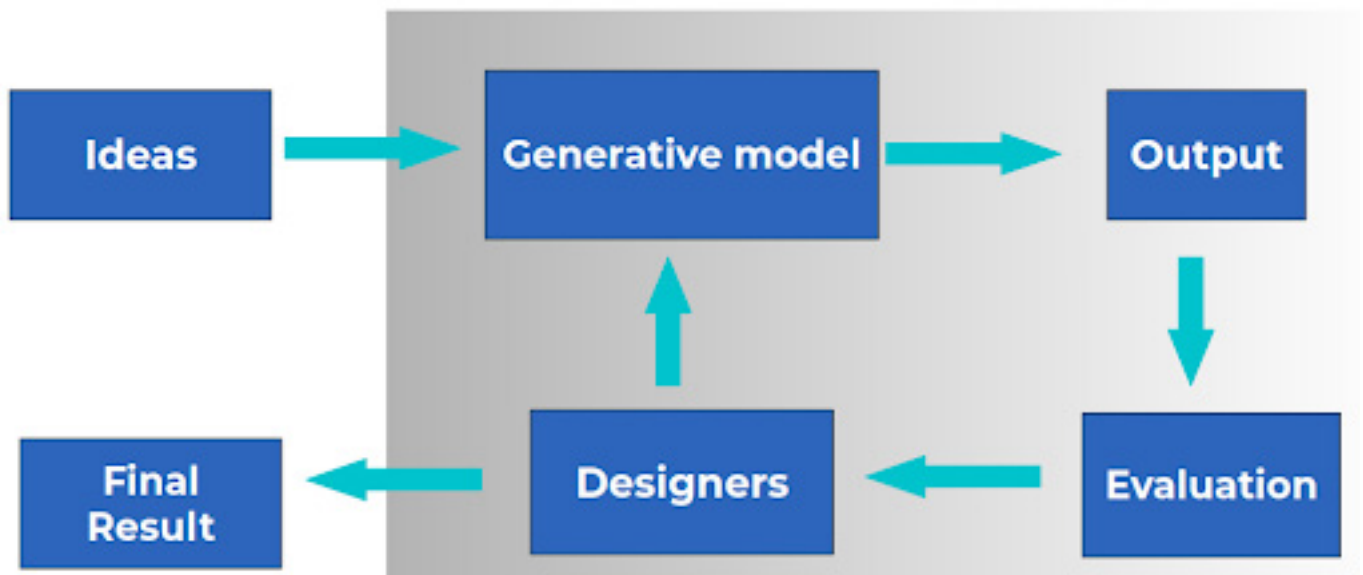 Ideas
Generative model
Output
Final
Result
Designers
Evaluation